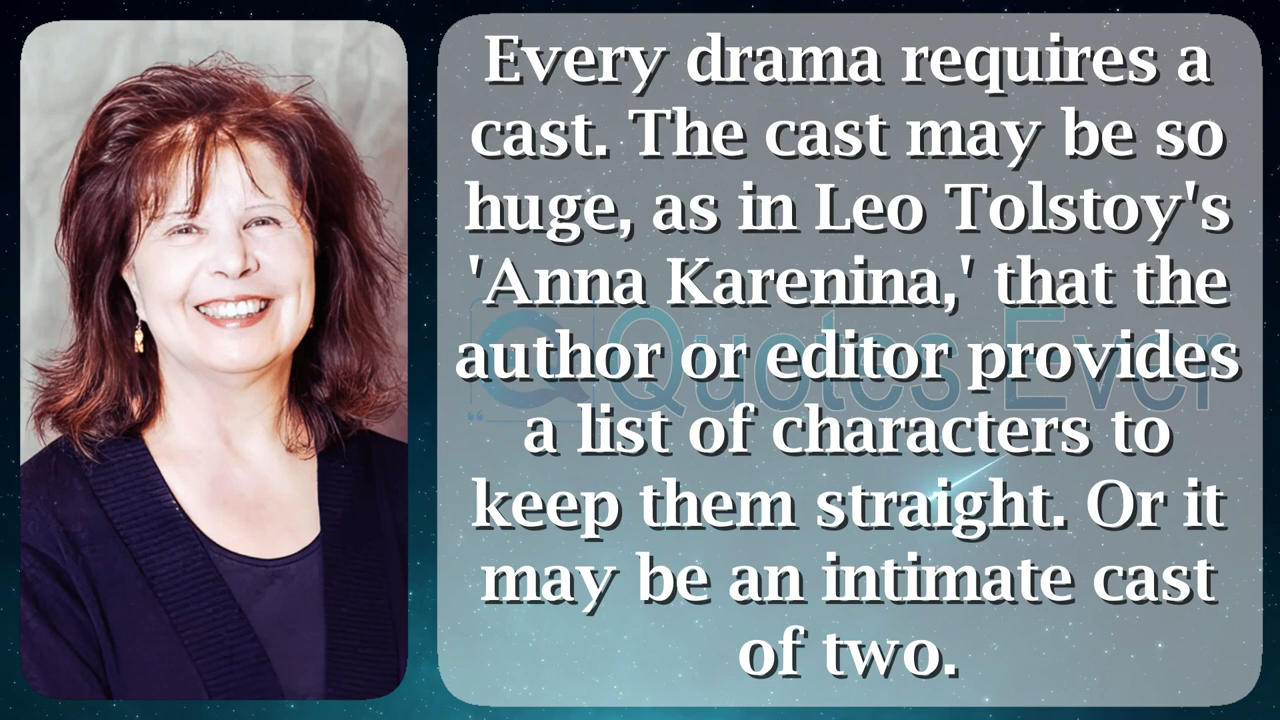 Every drama requires a
cast. The cast may be so
huge, as in Leo Tolstoy's
'Anna Karenina,' that the
author or editor provides
a list of characters to
keep them straight. Or it
may be an intimate cast
of two.
Quotes Ever